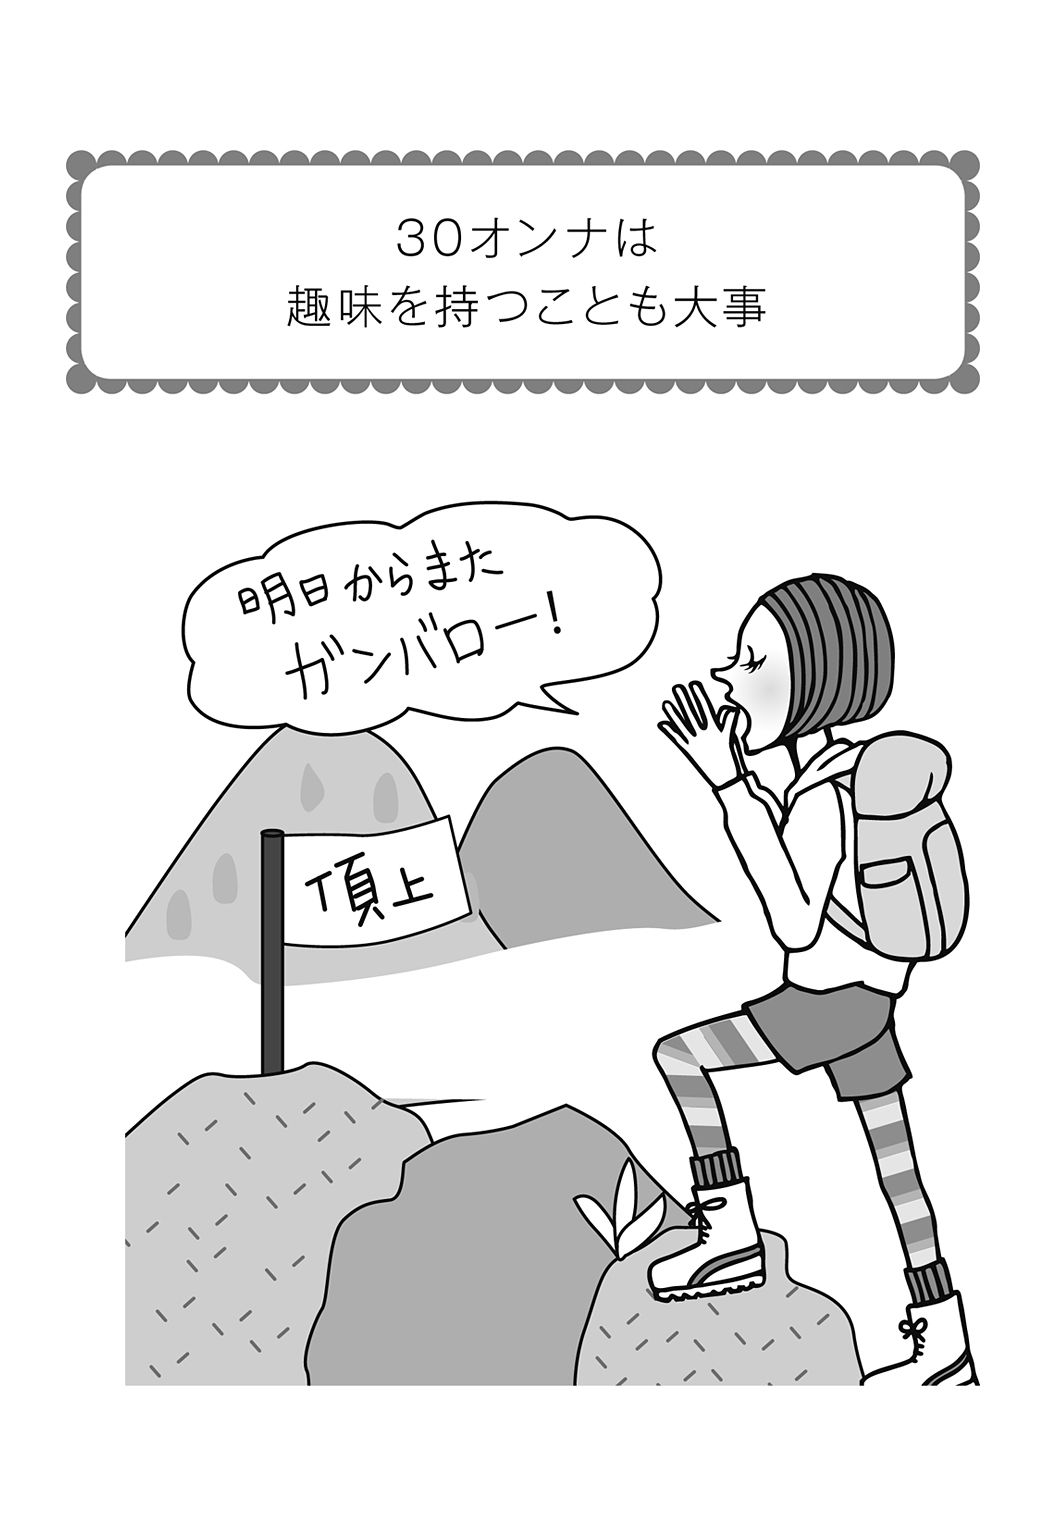 30オンナは
趣味を持つことも大事
明日からまた
ガンバロー!
頂上